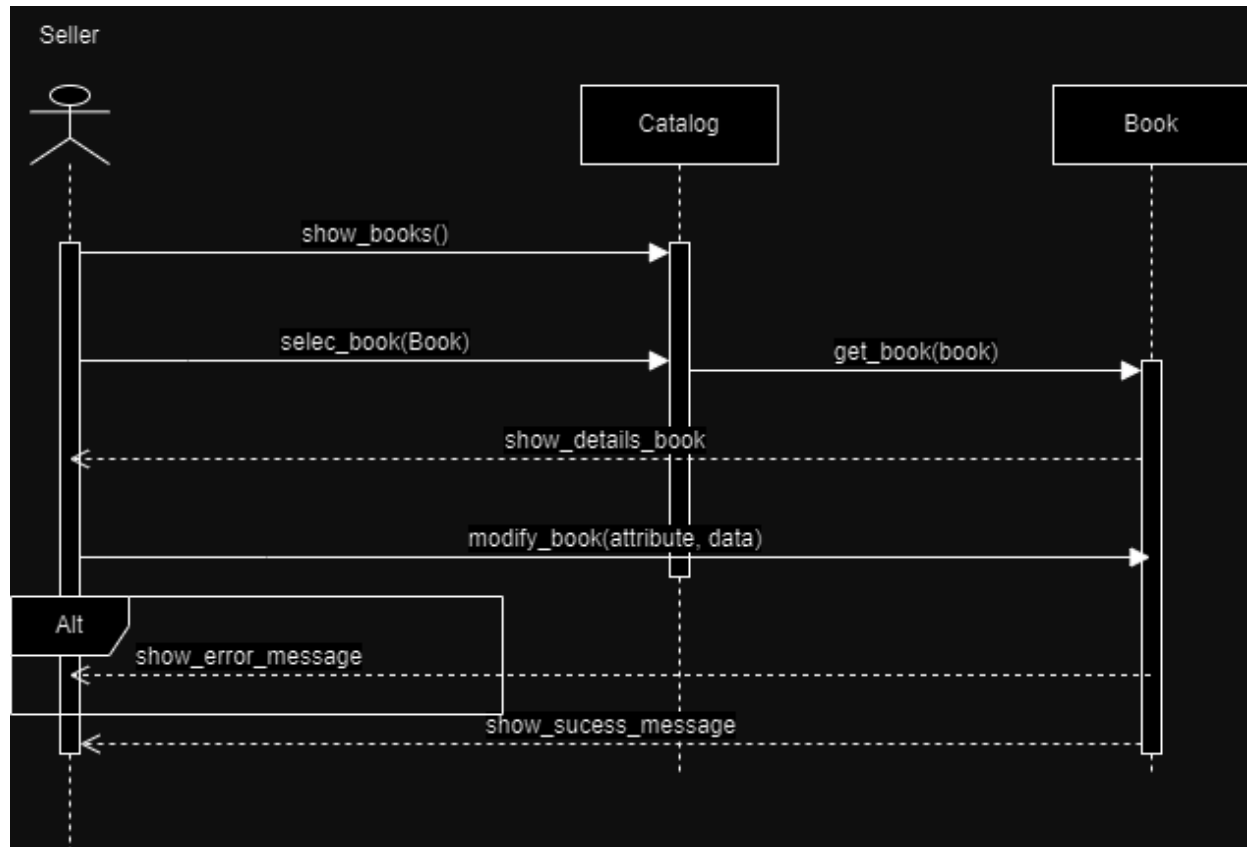 Seller
Catalog
Book
show_books()
selec_book(Book)
get_book(book)
show_details_book
modify_book(attribute, data)
Alt
show_error_message
show_sucess_message